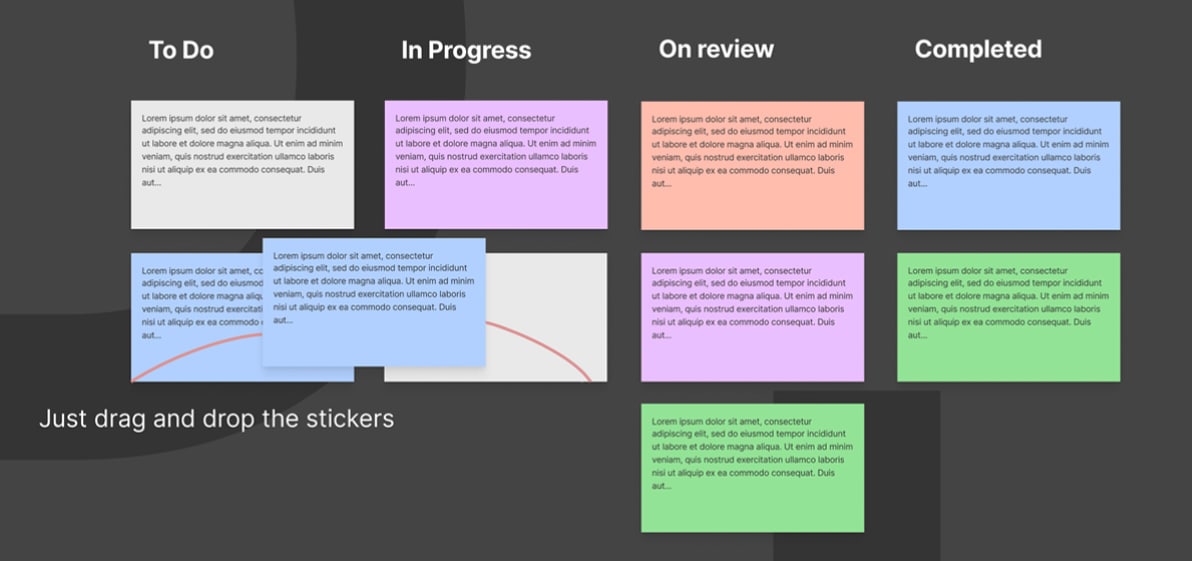 To Do
In Progress
On review
Completed
Lorem ipsum dolor sit amet, consectetur
adipiscing elit, sed do eiusmod tempor incididunt
ut labore et dolore magna aliqua. Ut enim ad minim
veniam, quis nostrud exercitation ullamco laboris
nisi ut aliquip ex ea commodo consequat. Duis
aut...
Lorem ipsum dolor sit amet, consectetur
adipiscing elit, sed do eiusmod tempor incididunt
ut labore et dolore magna aliqua. Ut enim ad minim
veniam, quis nostrud exercitation ullamco laboris
nisi ut aliquip ex ea commodo consequat. Duis
aut...
Lorem ipsum dolor sit amet, consectetur
adipiscing elit, sed do eiusmod tempor incididunt
ut labore et dolore magna aliqua. Ut enim ad minim
veniam, quis nostrud exercitation ullamco laboris
nisi ut aliquip ex ea commodo consequat. Duis
aut...
Lorem ipsum dolor sit amet, consectetur
adipiscing elit, sed do eiusmod tempor incididunt
ut labore et dolore magna aliqua. Ut enim ad minim
veniam, quis nostrud exercitation ullamco laboris
nisi ut aliquip ex ea commodo consequat. Duis
aut...
Lorem ipsum dolor sit amet, co
adipiscing elit, sed do eiusmod
ut labore et dolore magna aliqu
veniam, quis nostrud exercitati
nisi ut aliquip ex ea commodo
aut...
Lorem ipsum dolor sit amet, consectetur
adipiscing elit, sed do eiusmod tempor incididunt
ut labore et dolore magna aliqua. Ut enim ad minim
veniam, quis nostrud exercitation ullamco laboris
nisi ut aliquip ex ea commodo consequat. Duis
aut...
Lorem ipsum dolor sit amet, consectetur
adipiscing elit, sed do eiusmod tempor incididunt
ut labore et dolore magna aliqua. Ut enim ad minim
veniam, quis nostrud exercitation ullamco laboris
nisi ut aliquip ex ea commodo consequat. Duis
aut...
Lorem ipsum dolor sit amet, consectetur
adipiscing elit, sed do eiusmod tempor incididunt
ut labore et dolore magna aliqua. Ut enim ad minim
veniam, quis nostrud exercitation ullamco laboris
nisi ut aliquip ex ea commodo consequat. Duis
aut...
Just drag and drop the stickers
Lorem ipsum dolor sit amet, consectetur
adipiscing elit, sed do eiusmod tempor incididunt
ut labore et dolore magna aliqua. Ut enim ad minim
veniam, quis nostrud exercitation ullamco laboris
nisi ut aliquip ex ea commodo consequat. Duis
aut...